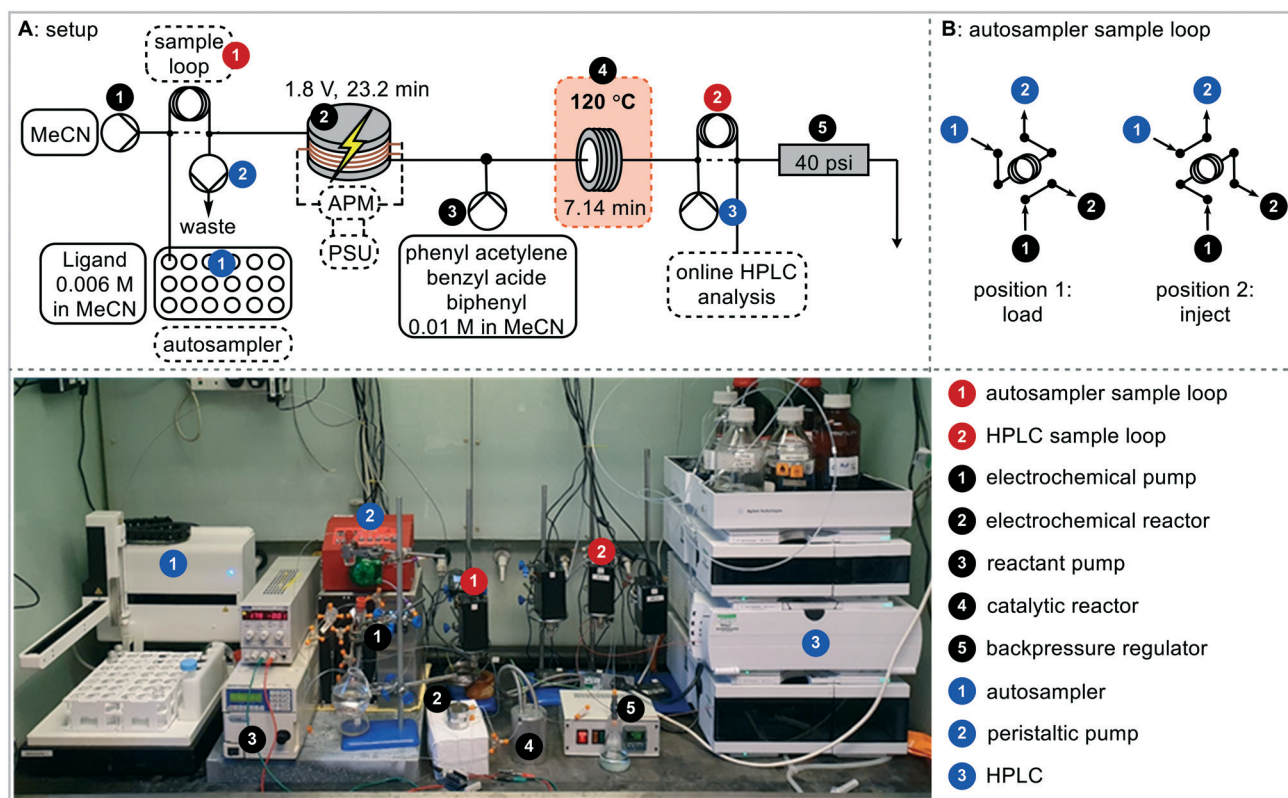 A: setup
sample
loop
1
1
MeCN
2
waste
Ligand
0.006 M
in MeCN
1
autosampler
1.8 V, 23.2 min
2
APM
PSU
3
phenyl acetylene
benzyl acide
biphenyl
0.01 M in MeCN
4
120 °C
7.14 min
2
3
online HPLC
analysis
5
40 psi
B: autosampler sample loop
2
1
2
1
position 1:
load
2
1
2
1
position 2:
inject
1
2
1
1
2
3
2
4
5
3
Agilent Technologies
1 autosampler sample loop
2 HPLC sample loop
1 electrochemical pump
2 electrochemical reactor
3 reactant pump
4 catalytic reactor
5 backpressure regulator
1 autosampler
2 peristaltic pump
3 HPLC